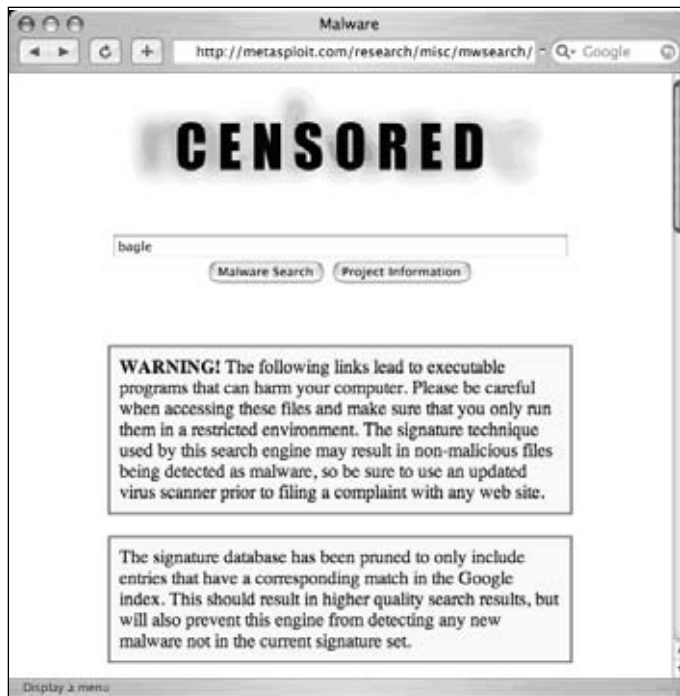 Malware
http://metasploit.com/research/misc/mwsearch/
Google
CENSORED
bagle
Malware Search
Project Information
WARNING! The following links lead to executable
programs that can harm your computer. Please be careful
when accessing these files and make sure that you only run
them in a restricted environment. The signature technique
used by this search engine may result in non-malicious files
being detected as malware, so be sure to use an updated
virus scanner prior to filing a complaint with any web site.
The signature database has been pruned to only include
entries that have a corresponding match in the Google
index. This should result in higher quality search results, but
will also prevent this engine from detecting any new
malware not in the current signature set.
Display a menu